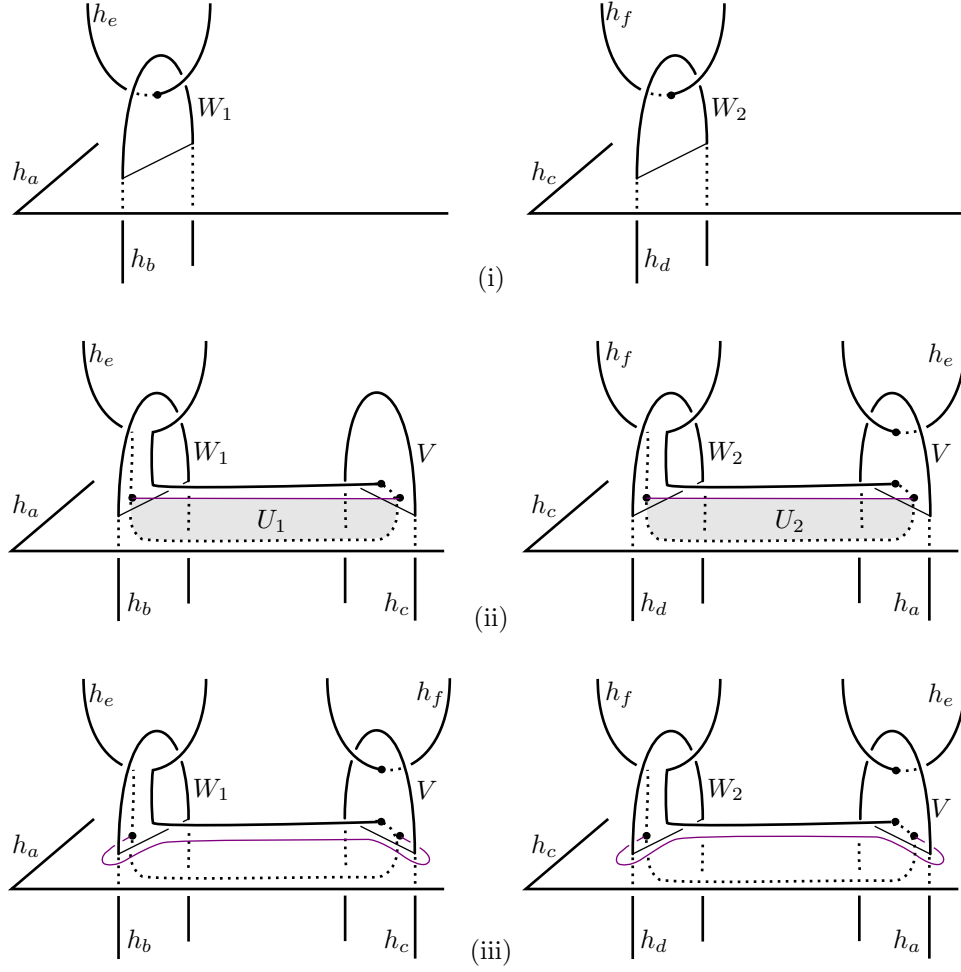 h_e h_f
W_1 W_2
h_a h_c
h_b h_d
(i)
h_e h_f h_e
W_1 V W_2 V
h_a U_1 h_c U_2
h_b h_c h_d h_a
(ii)
h_e h_f h_f h_e
W_1 V W_2 V
h_a h_c
h_b h_c h_d h_a
(iii)